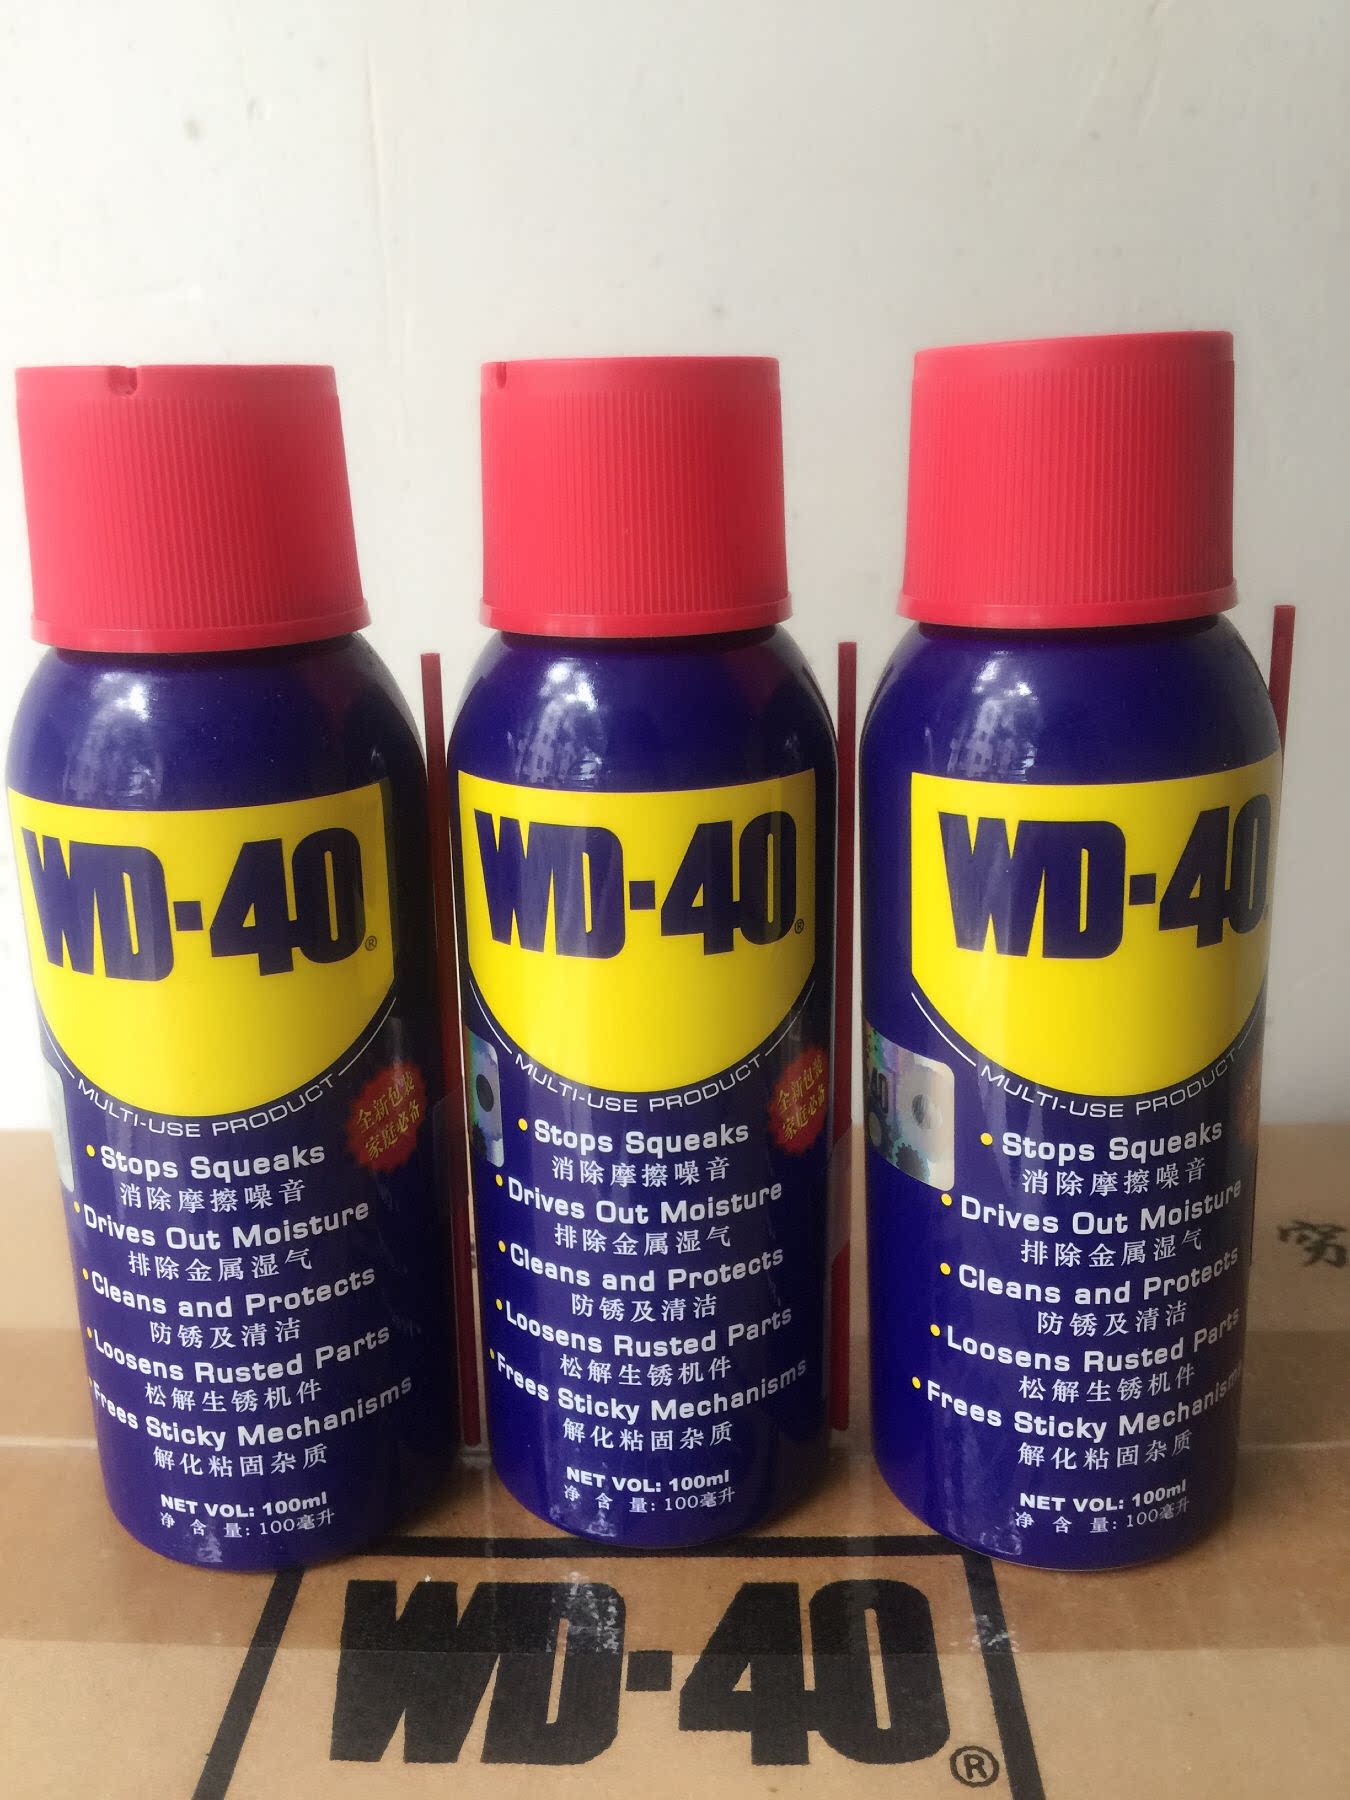 WD-40®
MULTI-USE PRODUCT
全新包装
家庭必备
•Stops Squeaks
消除摩擦噪音
•Drives Out Moisture
排除金属湿气
•Cleans and Protects
防锈及清洁
•Loosens Rusted Parts
松解生锈机件
•Frees Sticky Mechanisms
解化粘固杂质
NET VOL: 100ml
净 含 量: 100毫升
WD-40®
MULTI-USE PRODUCT
全新包装
家庭必备
•Stops Squeaks
消除摩擦噪音
•Drives Out Moisture
排除金属湿气
•Cleans and Protects
防锈及清洁
•Loosens Rusted Parts
松解生锈机件
•Frees Sticky Mechanisms
解化粘固杂质
NET VOL: 100ml
净 含 量: 100毫升
WD-40
40
MULTI-USE PRODUCT
•Stops Squeaks
消除摩擦噪音
•Drives Out Moisture
排除金属湿气
•Cleans and Protects
防锈及清洁
•Loosens Rusted Parts
松解生锈机件
•Frees Sticky Mechanisms
解化粘固杂质
NET VOL: 100ml
净 含 量: 100毫升
WD-40®